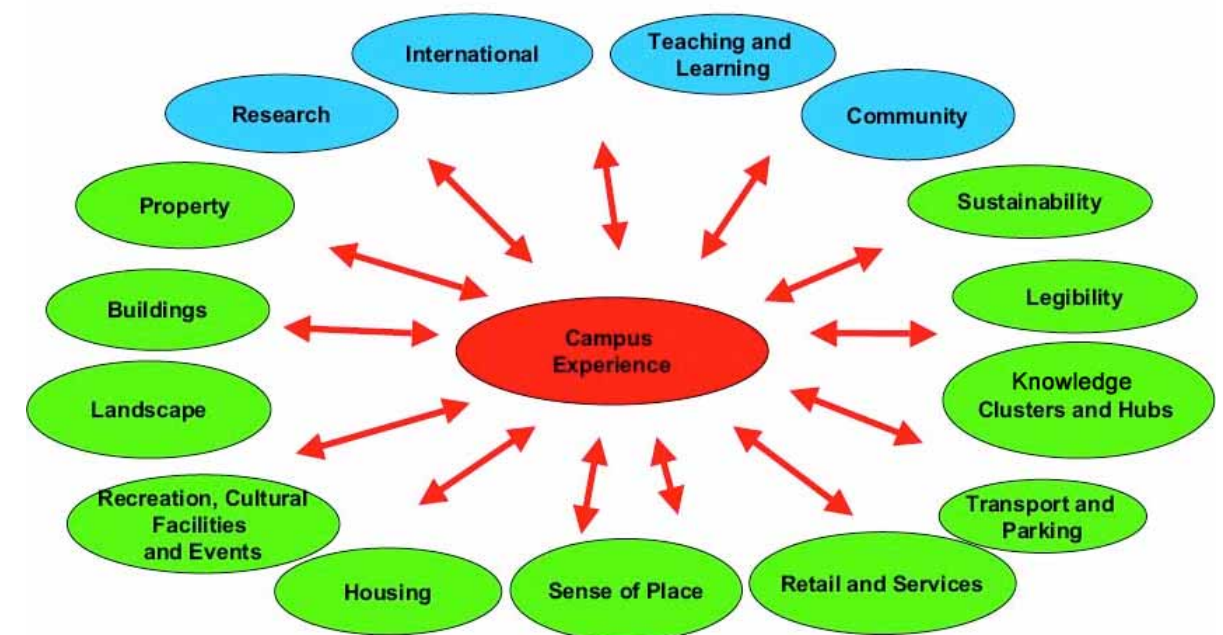 International
Teaching and
Learning
Research
Community
Property
Sustainability
Buildings
Legibility
Campus
Experience
Landscape
Knowledge
Clusters and Hubs
Recreation, Cultural
Facilities
and Events
Transport and
Parking
Housing
Sense of Place
Retail and Services